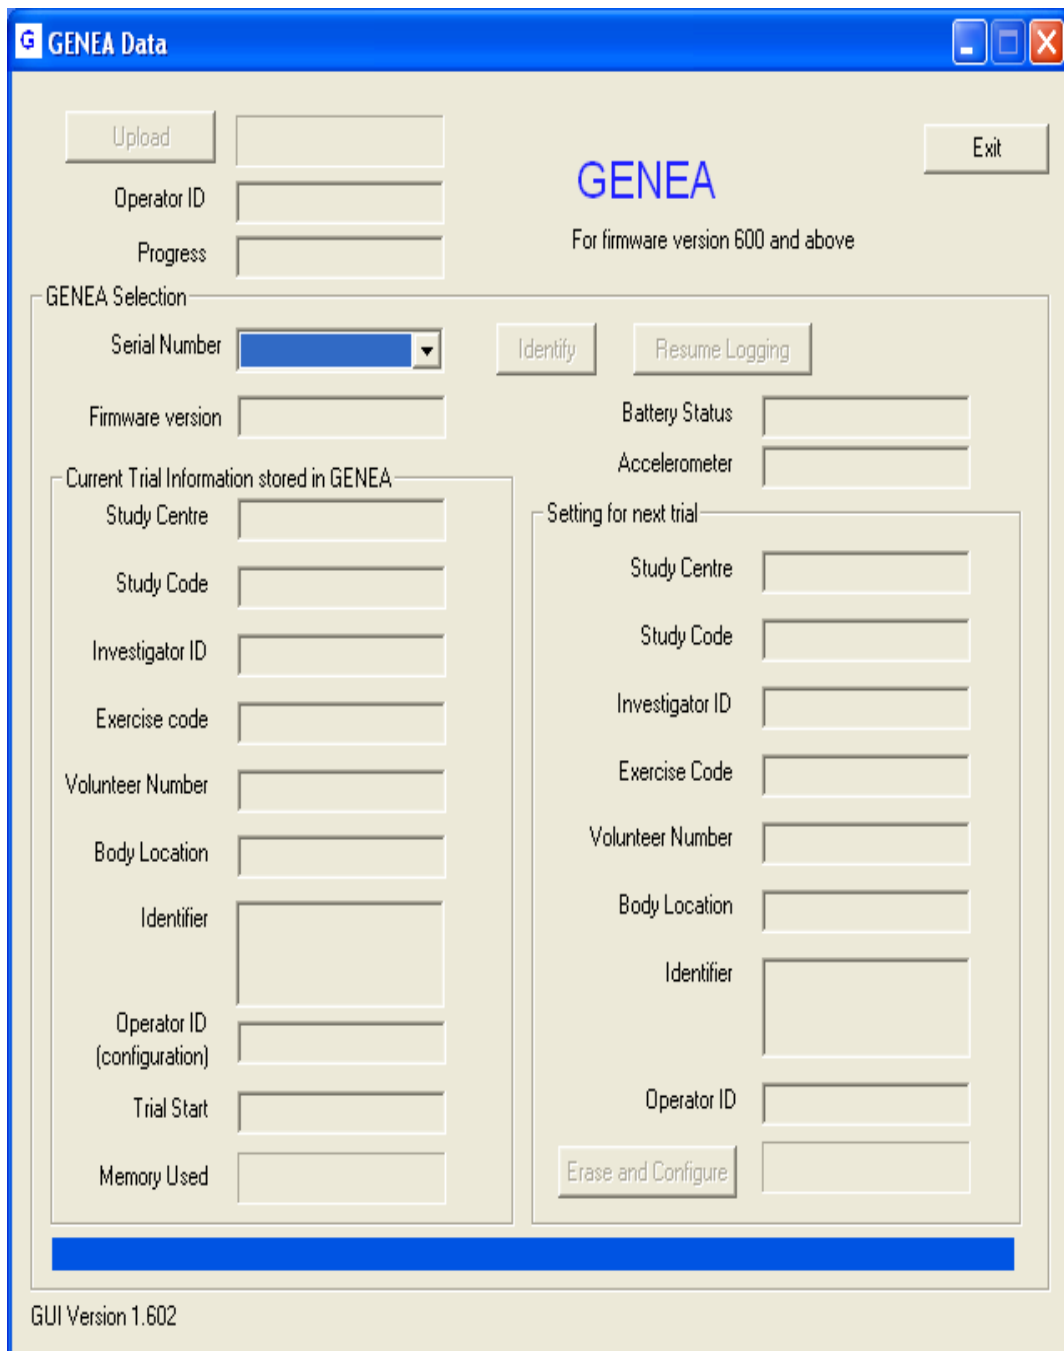 G GENEA Data
Upload
Exit
GENEA
Operator ID
For firmware version 600 and above
Progress
GENEA Selection
Serial Number
Identify
Resume Logging
Firmware version
Battery Status
Accelerometer
Current Trial Information stored in GENEA
Study Centre
Study Code
Investigator ID
Exercise code
Volunteer Number
Body Location
Identifier
Operator ID
(configuration)
Trial Start
Memory Used
Setting for next trial
Study Centre
Study Code
Investigator ID
Exercise Code
Volunteer Number
Body Location
Identifier
Operator ID
Erase and Configure
GUI Version 1.602